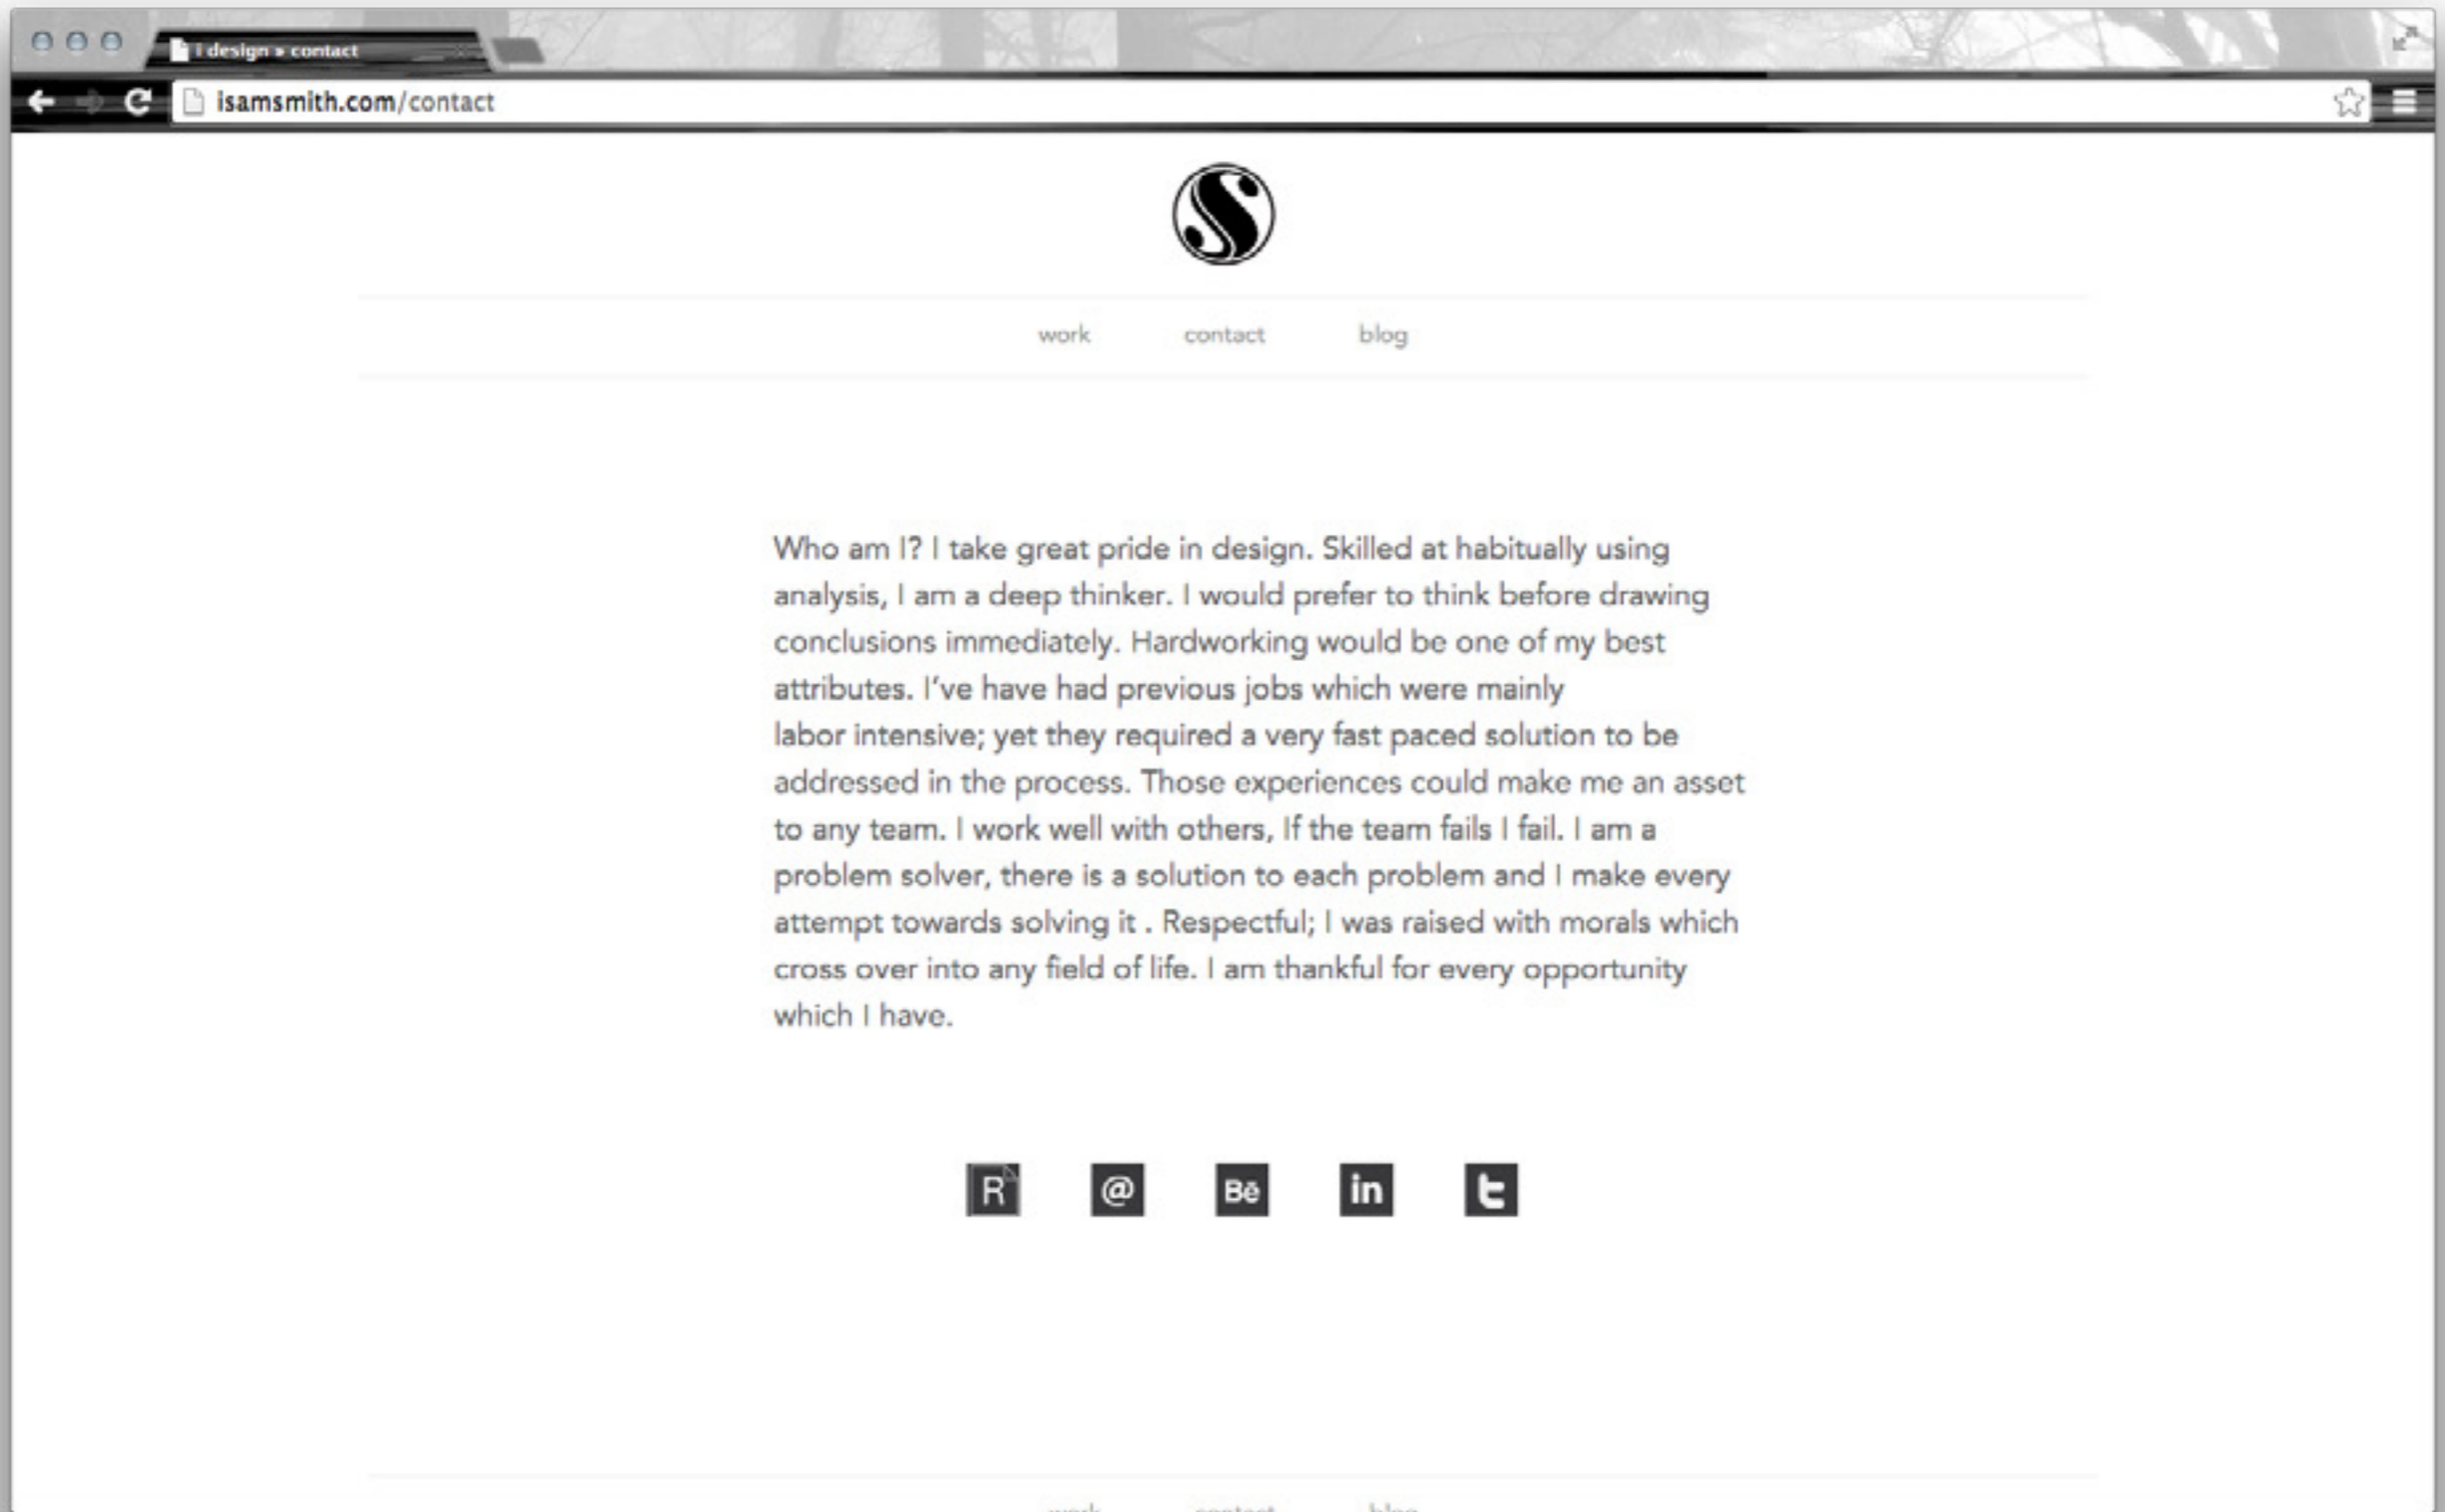 i design » contact
isamsmith.com/contact
S
work contact blog
Who am I? I take great pride in design. Skilled at habitually using
analysis, I am a deep thinker. I would prefer to think before drawing
conclusions immediately. Hardworking would be one of my best
attributes. I've have had previous jobs which were mainly
labor intensive; yet they required a very fast paced solution to be
addressed in the process. Those experiences could make me an asset
to any team. I work well with others, If the team fails I fail. I am a
problem solver, there is a solution to each problem and I make every
attempt towards solving it . Respectful; I was raised with morals which
cross over into any field of life. I am thankful for every opportunity
which I have.
R @ Bē in t
work contact blog